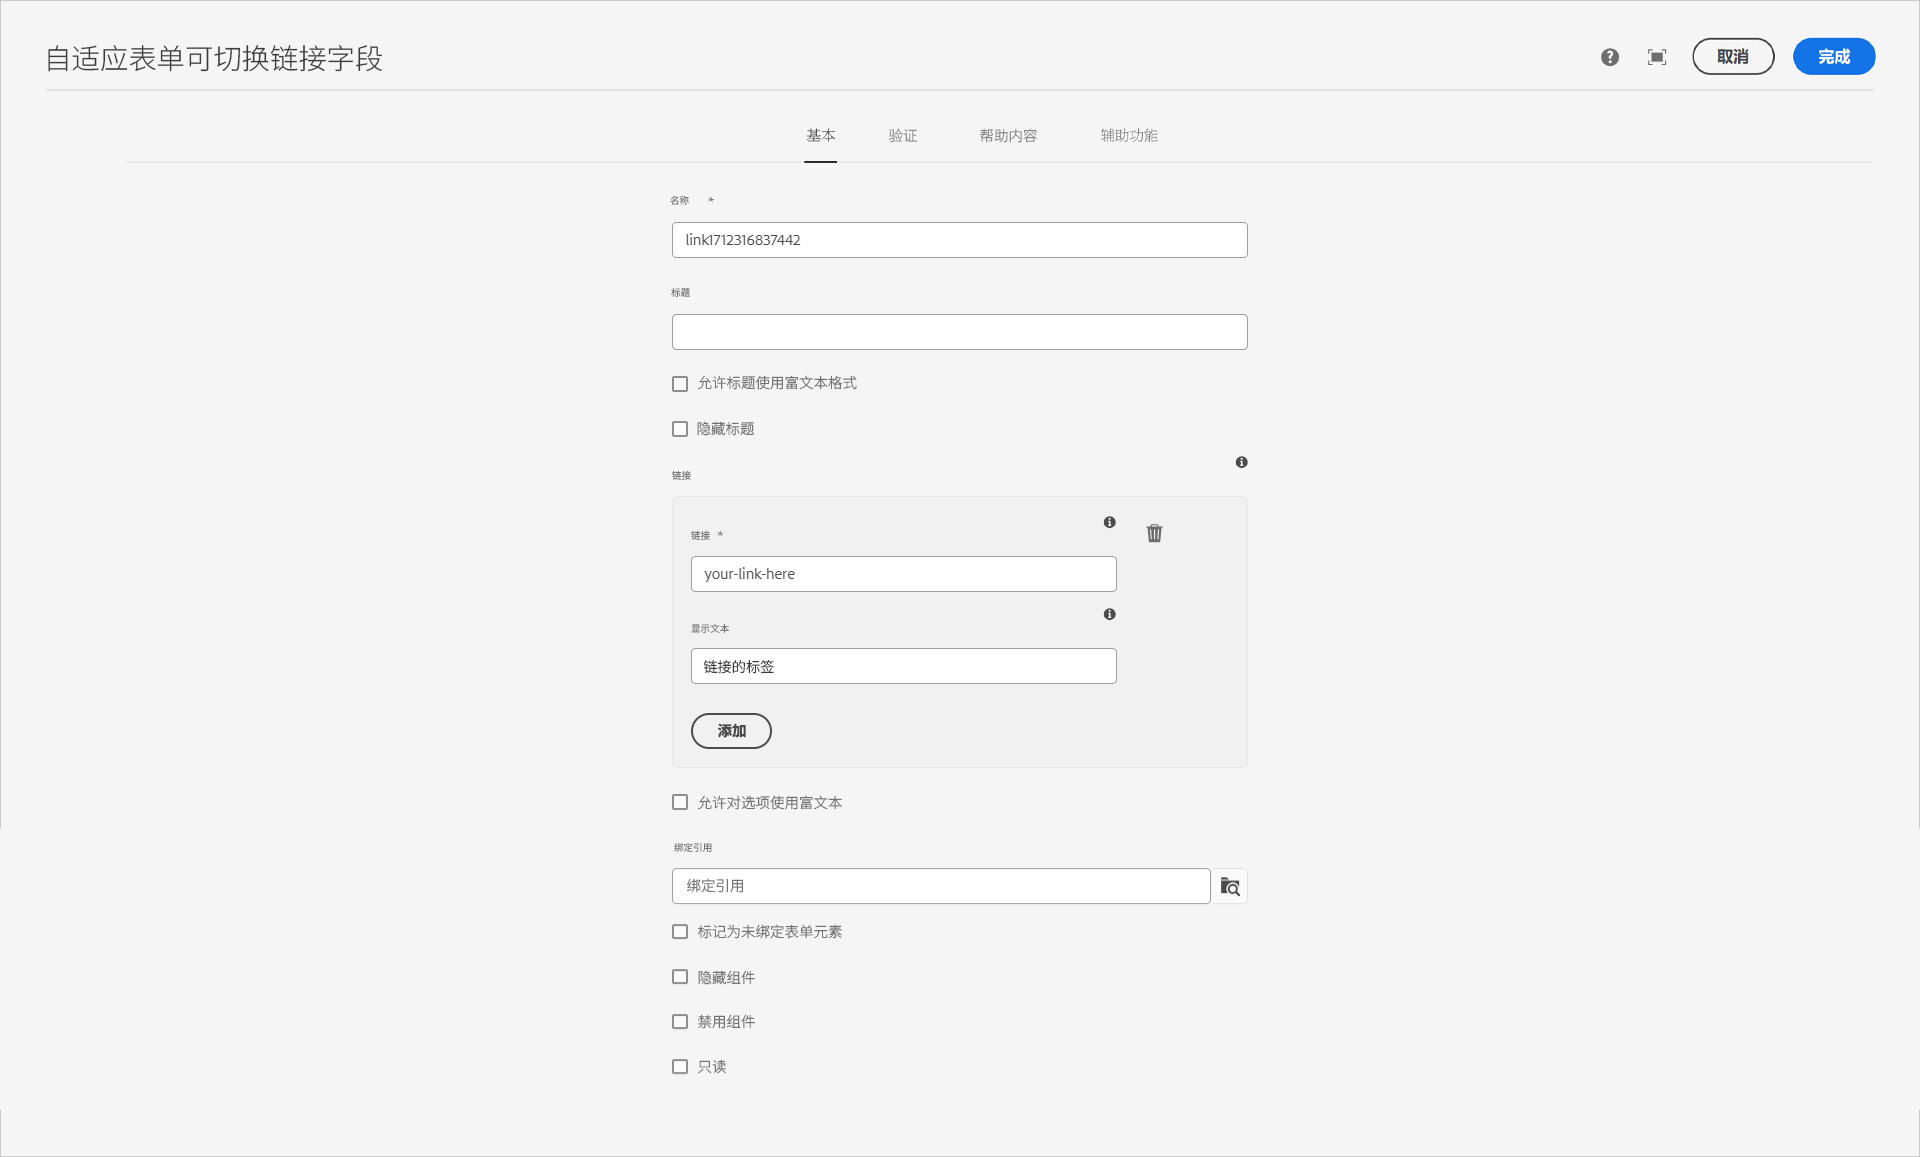 自适应表单可切换链接字段
取消
完成
基本 验证 帮助内容 辅助功能
名称 *
link1712316837442
标题
允许标题使用富文本格式
隐藏标题
链接
链接 *
your-link-here
显示文本
链接的标签
添加
允许对选项使用富文本
绑定引用
绑定引用
标记为未绑定表单元素
隐藏组件
禁用组件
只读